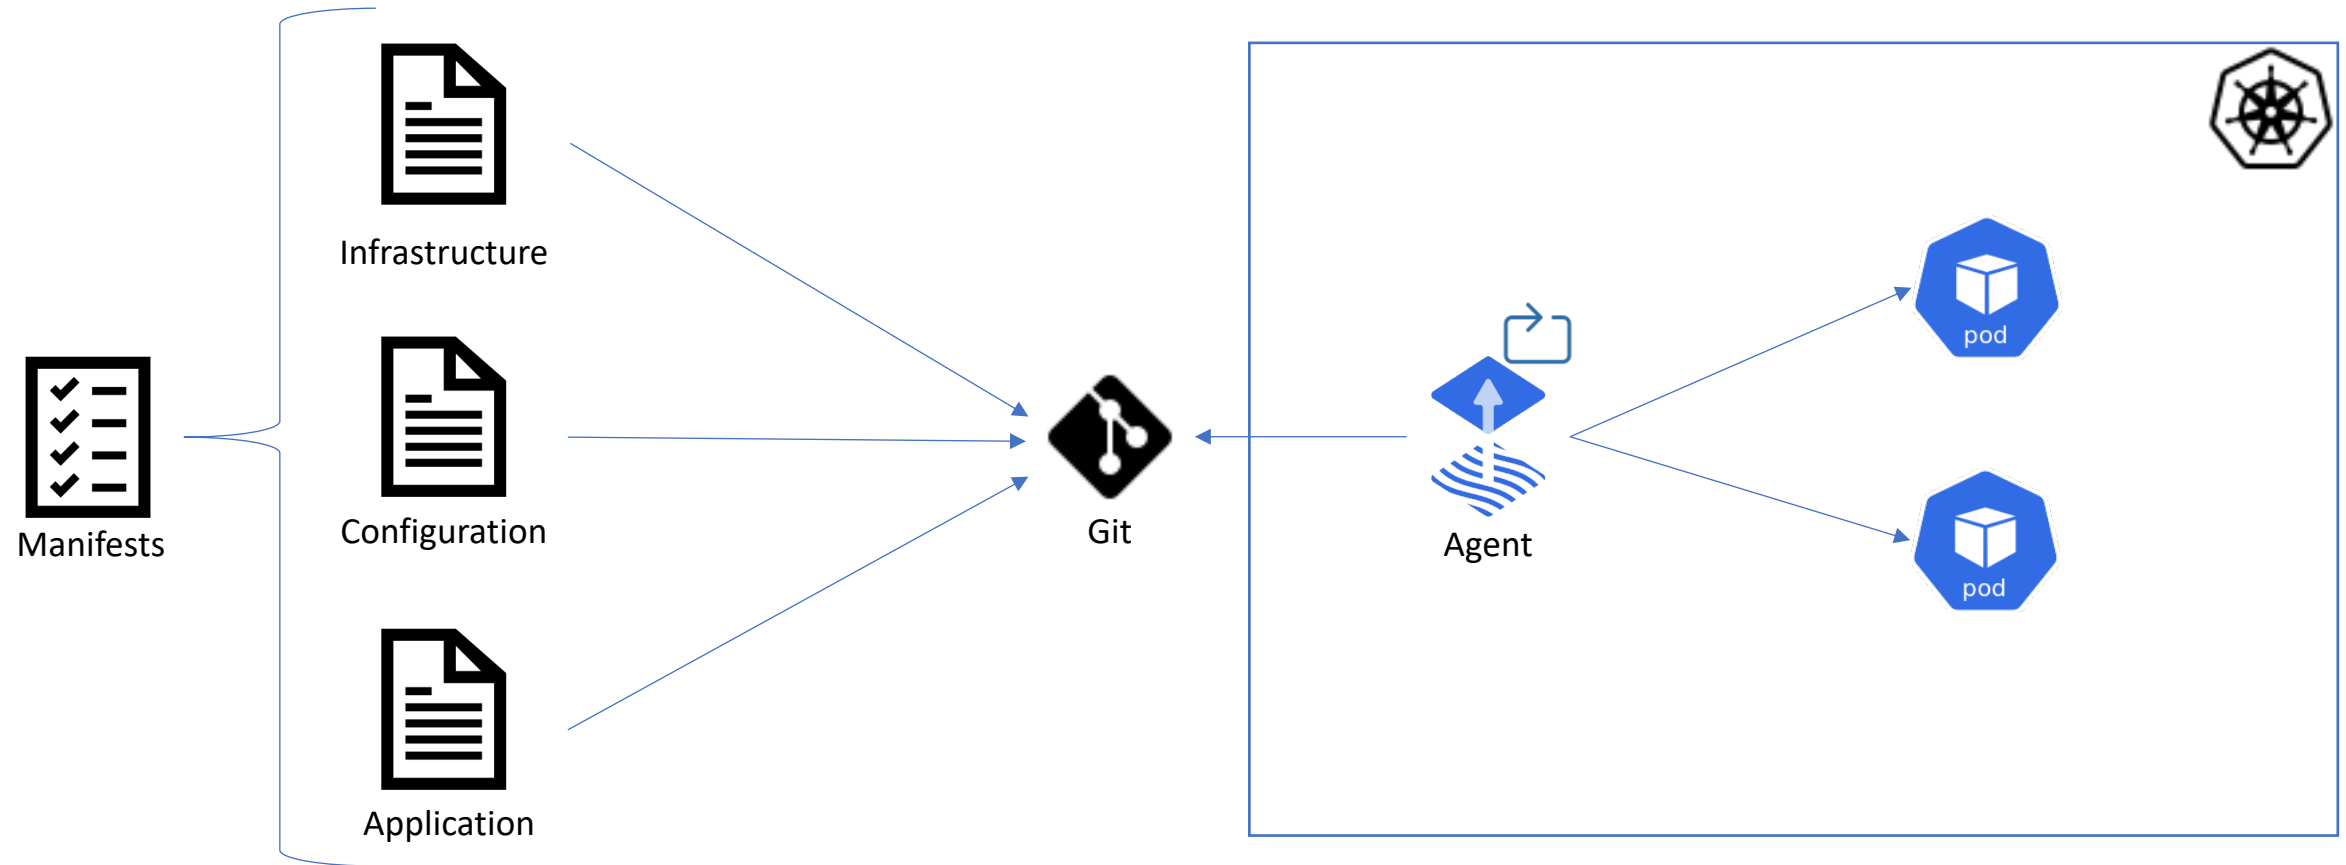 Manifests
Infrastructure
Configuration
Application
Git
Agent
pod
pod